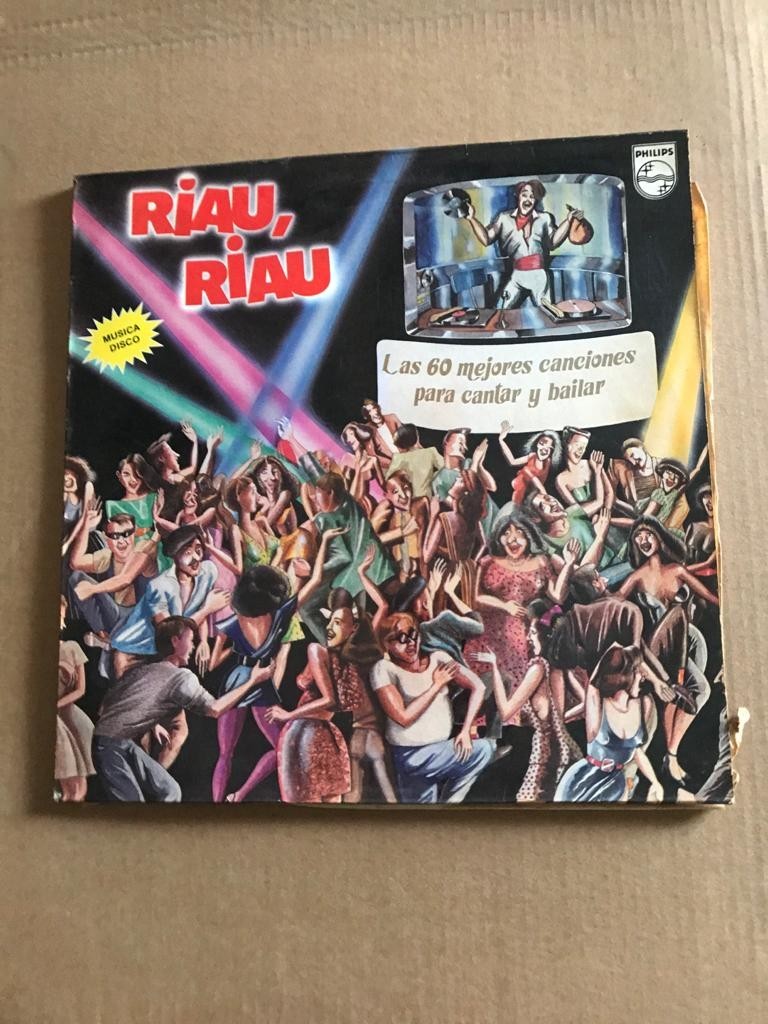 PHILIPS
RiAU,
RiAU
MUSICA
DISCO
Las 60 mejores canciones
para cantar y bailar